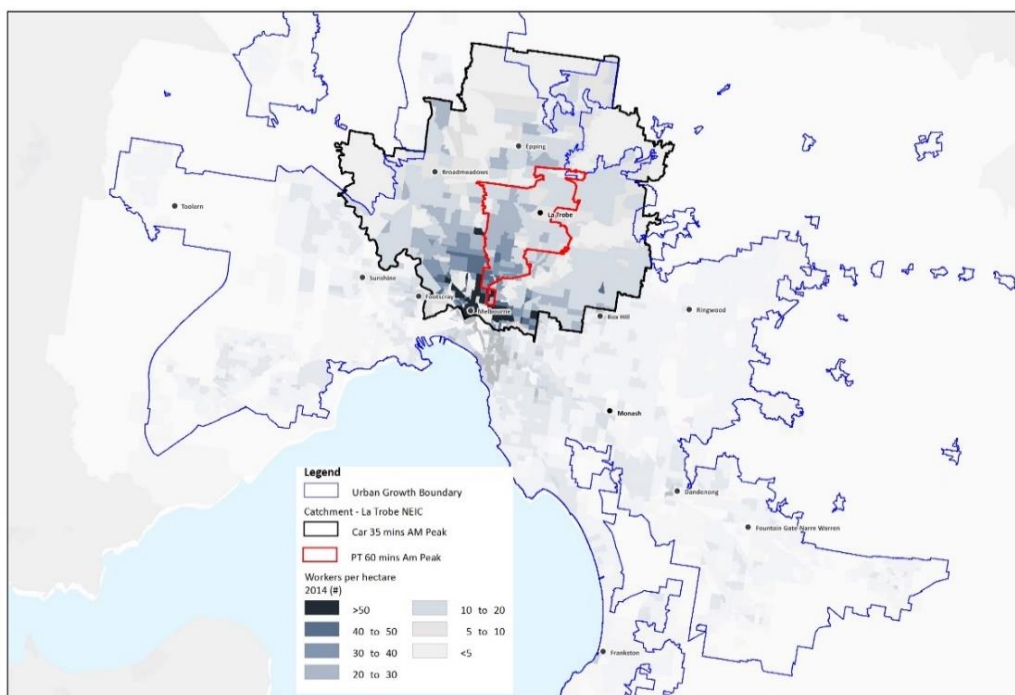 Epping
Broadmeadows
Toolern
La Trobe
Sunshine
Footscray
Melbourne
Box Hill
Ringwood
Monash
Dandenong
Fountain Gate Narre Warren
Frankston
Legend
Urban Growth Boundary
Catchment - La Trobe NEIC
Car 35 mins AM Peak
PT 60 mins Am Peak
Workers per hectare
2014 (#)
>50
10 to 20
40 to 50
5 to 10
30 to 40
<5
20 to 30